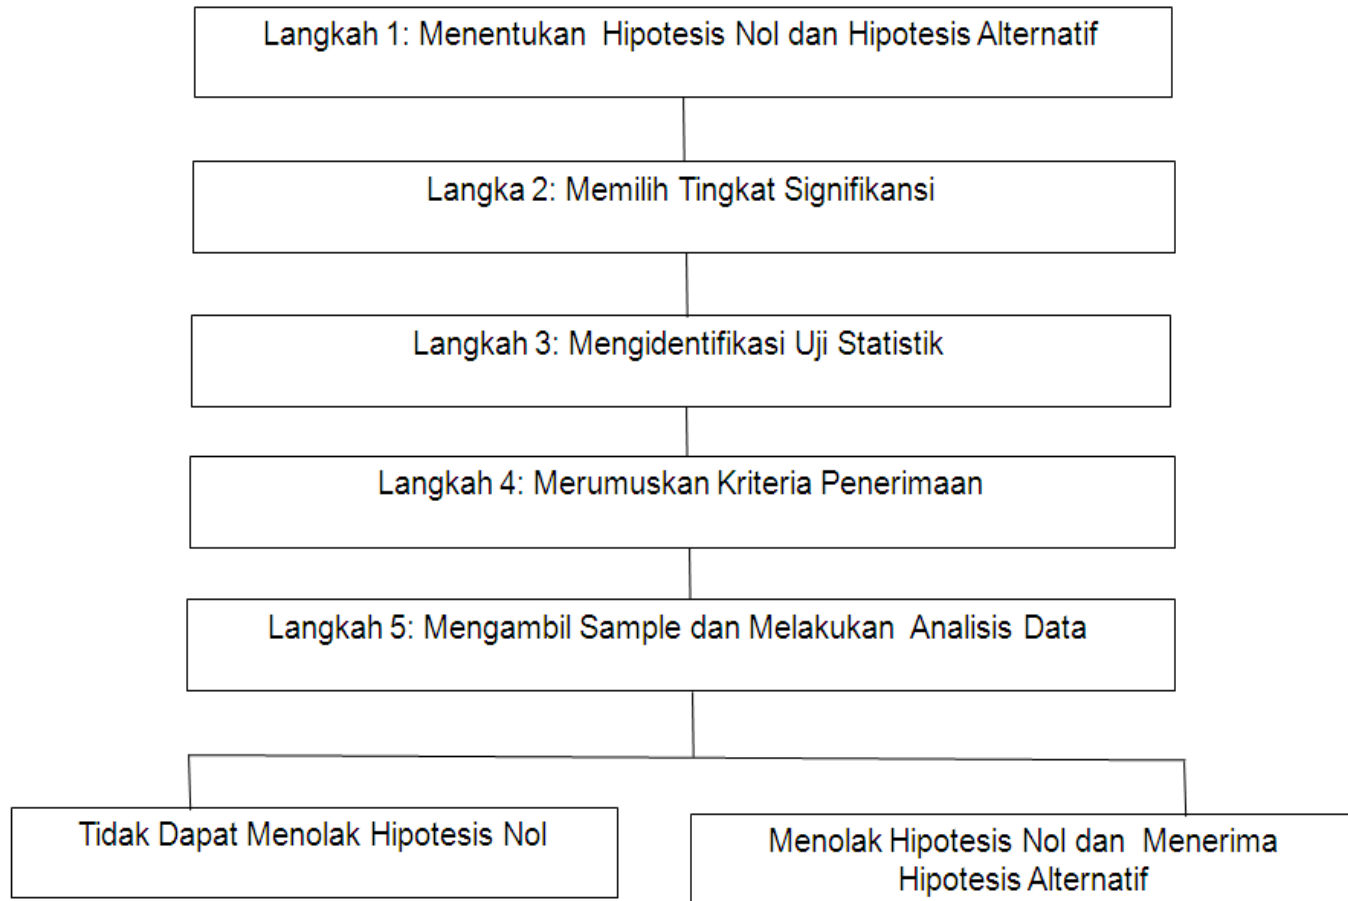 Langkah 1: Menentukan Hipotesis Nol dan Hipotesis Alternatif
Langka 2: Memilih Tingkat Signifikansi
Langkah 3: Mengidentifikasi Uji Statistik
Langkah 4: Merumuskan Kriteria Penerimaan
Langkah 5: Mengambil Sample dan Melakukan Analisis Data
Tidak Dapat Menolak Hipotesis Nol
Menolak Hipotesis Nol dan Menerima
Hipotesis Alternatif